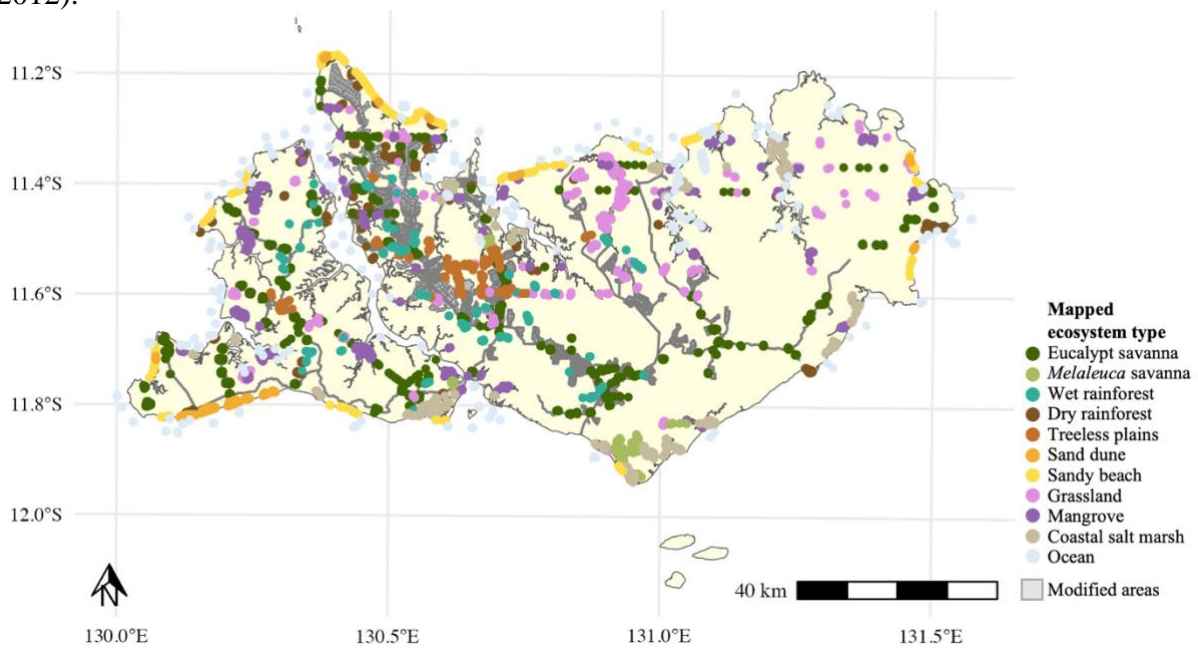 2012).
11.2°S
11.4°S
11.6°S
11.8°S
12.0°S
130.0°E
130.5°E
131.0°E
131.5°E
40 km
N
Mapped
ecosystem type
Eucalypt savanna
Melaleuca savanna
Wet rainforest
Dry rainforest
Treeless plains
Sand dune
Sandy beach
Grassland
Mangrove
Coastal salt marsh
Ocean
Modified areas